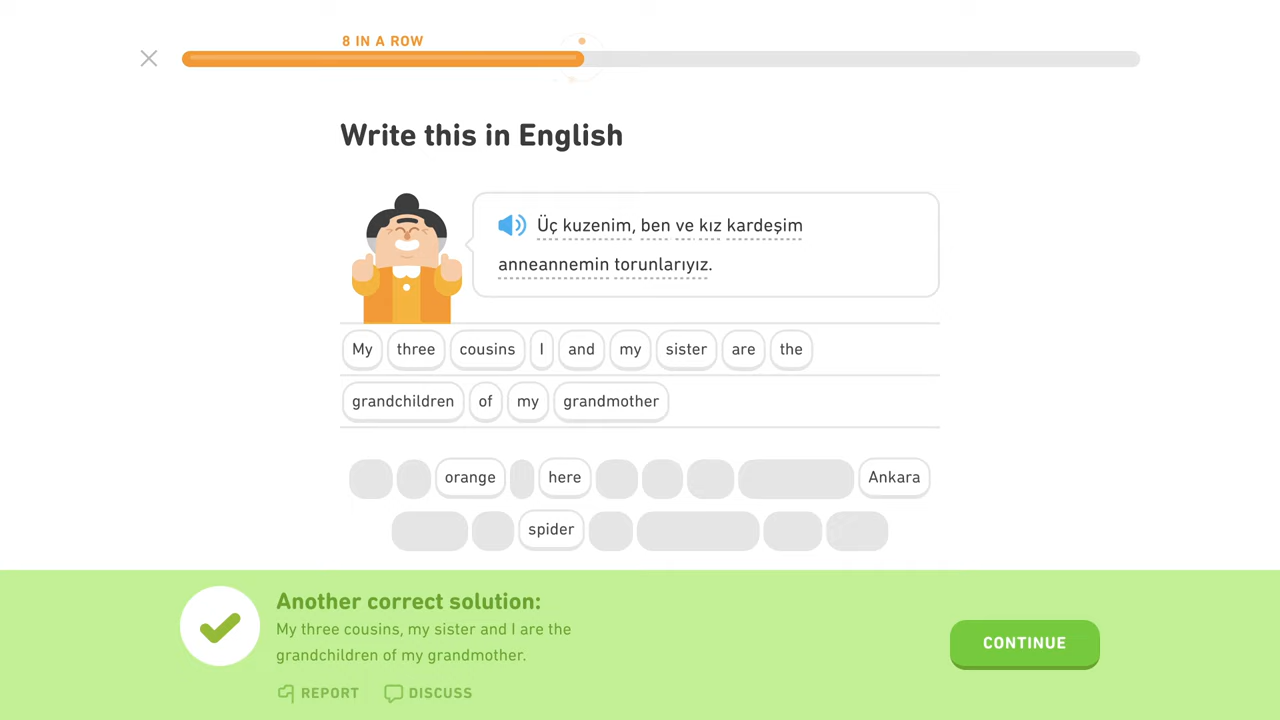 8 IN A ROW
Write this in English
Üç kuzenim, ben ve kız kardeşim
anneannemin torunlarıyız.
My three cousins I and my sister are the
grandchildren of my grandmother
orange here Ankara
spider
Another correct solution:
My three cousins, my sister and I are the
grandchildren of my grandmother.
CONTINUE
REPORT DISCUSS